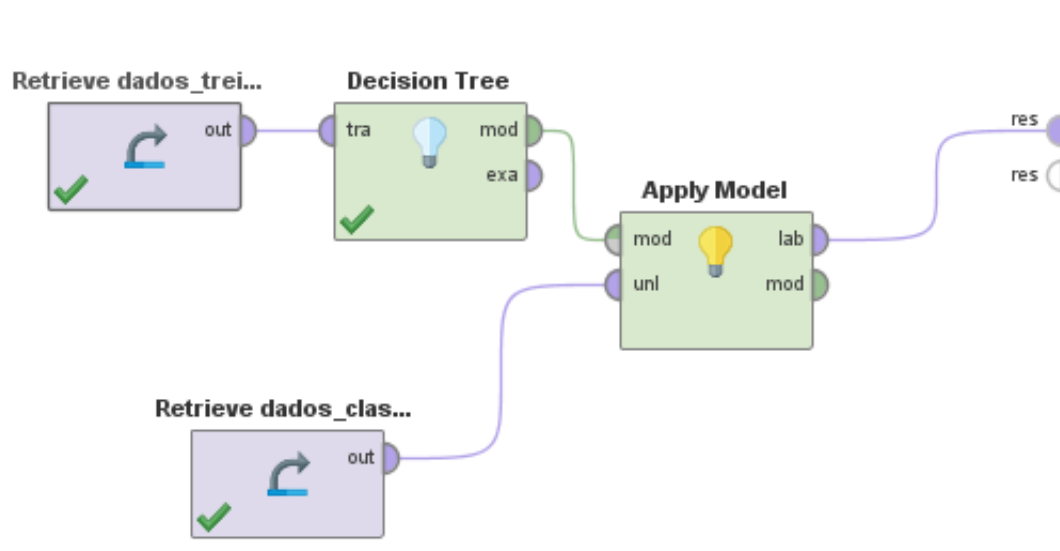 Retrieve dados_trei...
out
Decision Tree
tra
mod
exa
Apply Model
mod
unl
lab
mod
res
res
Retrieve dados_clas...
out